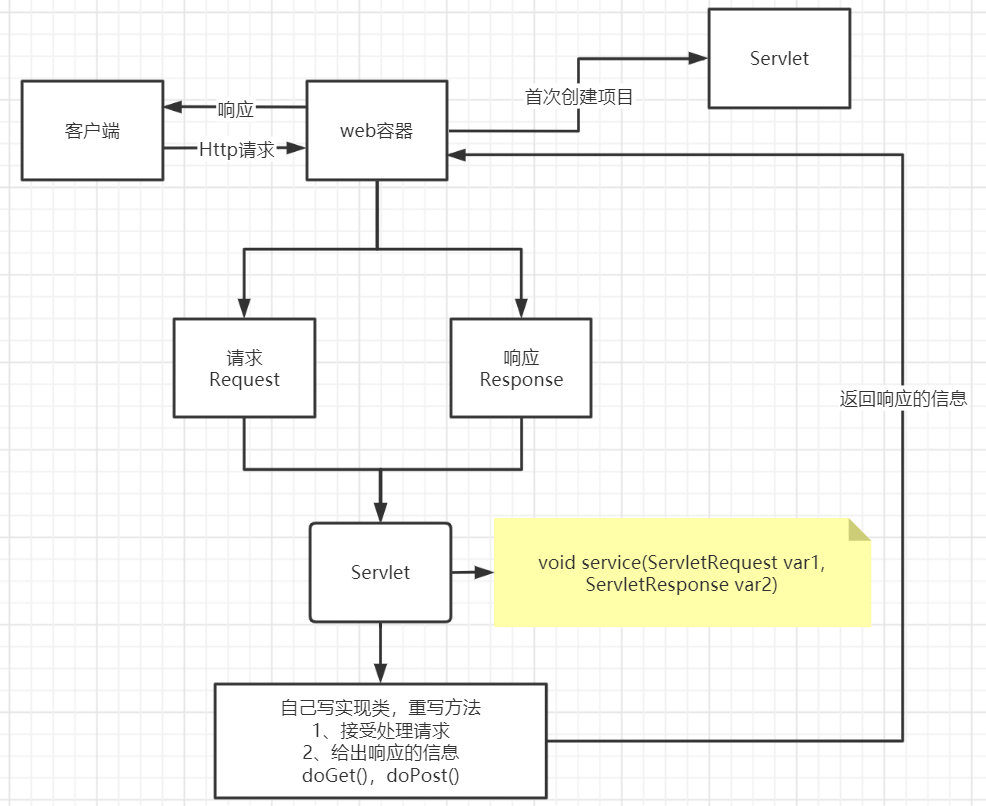 Servlet
首次创建项目
客户端
响应
Http请求
web容器
请求
Request
响应
Response
返回响应的信息
Servlet
void service(ServletRequest var1,
ServletResponse var2)
自己写实现类，重写方法
1、接受处理请求
2、给出响应的信息
doGet()，doPost()